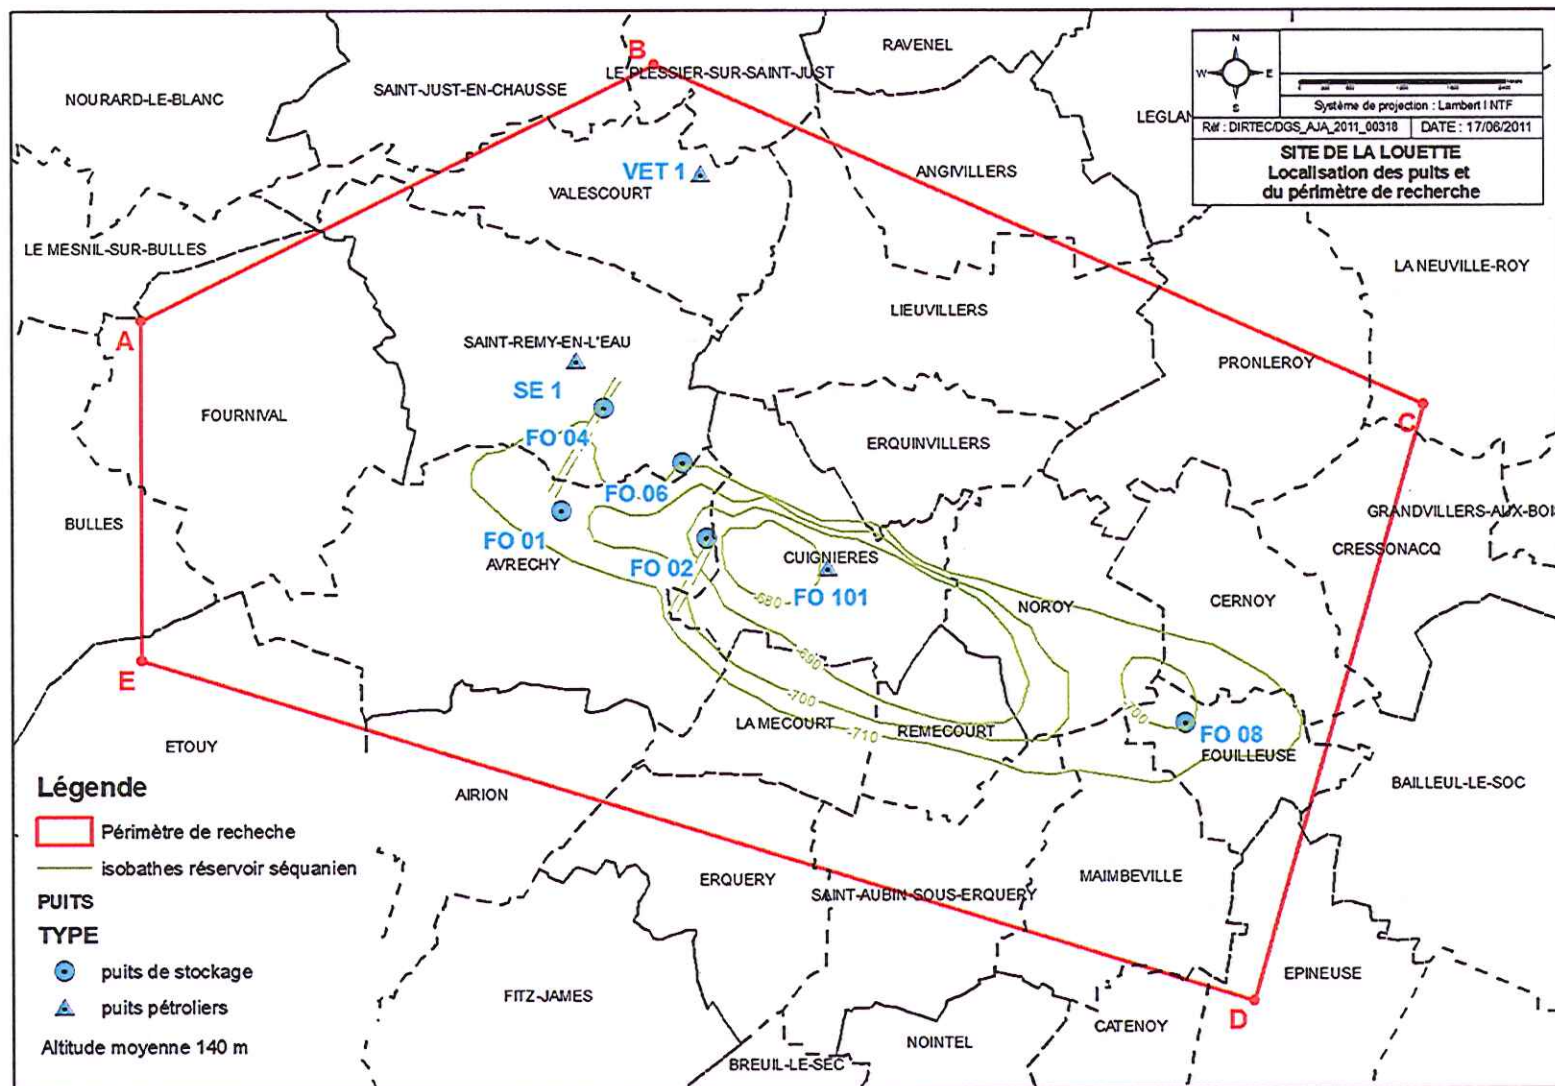 RAVENEL
B
LE PLESSIER-SUR-SAINT-JUST
N
W E
S
Système de projection : Lambert I NTF
Réf : DIRTEC/DGS_AJA_2011_00318
DATE : 17/06/2011
SITE DE LA LOUETTE
Localisation des puits et
du périmètre de recherche
NOURARD-LE-BLANC
SAINT-JUST-EN-CHAUSSE
LEGLAN
VET 1
VALESCOURT
ANGIVILLERS
LE MESNIL-SUR-BULLES
LA NEUVILLE-ROY
LIEUVILLERS
A
SAINT-REMY-EN-L'EAU
PRONLEROY
SE 1
FOURNIVAL
C
FO 04
ERQUINVILLERS
FO 06
BULLES
GRANDVILLERS-AUX-BOIS
FO 01
CRESSONACQ
AVRECHY
CUIGNIERES
FO 02
FO 101
-680
NOROY
CERNOY
E
-690
-700
-700
LA MECOURT
REMECOURT
-710
FO 08
FOUILLEUSE
ETOUY
BAILLEUL-LE-SOC
AIRION
Légende
Périmètre de recheche
isobathes réservoir séquanien
PUITS
TYPE
puits de stockage
puits pétroliers
Altitude moyenne 140 m
ERQUERY
SAINT-AUBIN-SOUS-ERQUERY
MAIMBEVILLE
EPINEUSE
FITZ-JAMES
D
CATENOY
NOINTEL
BREUIL-LE-SEC